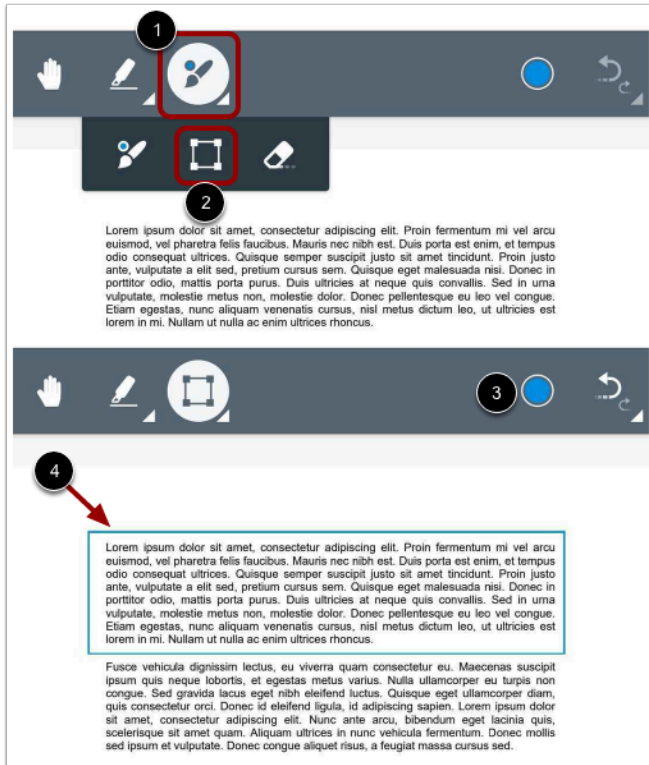 1
2
Lorem ipsum dolor sit amet, consectetur adipiscing elit. Proin fermentum mi vel arcu
euismod, vel pharetra felis faucibus. Mauris nec nibh est. Duis porta est enim, et tempus
odio consequat ultrices. Quisque semper suscipit justo sit amet tincidunt. Proin justo
ante, vulputate a elit sed, pretium cursus sem. Quisque eget malesuada nisi. Donec in
porttitor odio, mattis porta purus. Duis ultricies at neque quis convallis. Sed in urna
vulputate, molestie metus non, molestie dolor. Donec pellentesque eu leo vel congue.
Etiam egestas, nunc aliquam venenatis cursus, nisl metus dictum leo, ut ultricies est
lorem in mi. Nullam ut nulla ac enim ultrices rhoncus.
3
4
Lorem ipsum dolor sit amet, consectetur adipiscing elit. Proin fermentum mi vel arcu
euismod, vel pharetra felis faucibus. Mauris nec nibh est. Duis porta est enim, et tempus
odio consequat ultrices. Quisque semper suscipit justo sit amet tincidunt. Proin justo
ante, vulputate a elit sed, pretium cursus sem. Quisque eget malesuada nisi. Donec in
porttitor odio, mattis porta purus. Duis ultricies at neque quis convallis. Sed in urna
vulputate, molestie metus non, molestie dolor. Donec pellentesque eu leo vel congue.
Etiam egestas, nunc aliquam venenatis cursus, nisl metus dictum leo, ut ultricies est
lorem in mi. Nullam ut nulla ac enim ultrices rhoncus.
Fusce vehicula dignissim lectus, eu viverra quam consectetur eu. Maecenas suscipit
ipsum quis neque lobortis, et egestas metus varius. Nulla ullamcorper eu turpis non
congue. Sed gravida lacus eget nibh eleifend luctus. Quisque eget ullamcorper diam,
quis consectetur orci. Donec id eleifend ligula, id adipiscing sapien. Lorem ipsum dolor
sit amet, consectetur adipiscing elit. Nunc ante arcu, bibendum eget lacinia quis,
scelerisque sit amet quam. Aliquam ultrices in nunc vehicula fermentum. Donec mollis
sed ipsum et vulputate. Donec congue aliquet risus, a feugiat massa cursus sed.